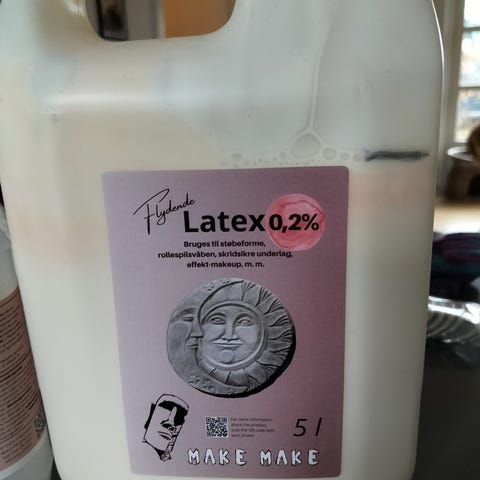 Flydende
Latex 0,2%
Bruges til støbeforme,
rollespilsvåben, skridsikre underlag,
effekt-makeup, m. m.
For more information
about the product,
scan the QR-code with
your phone
5 l
MAKE MAKE